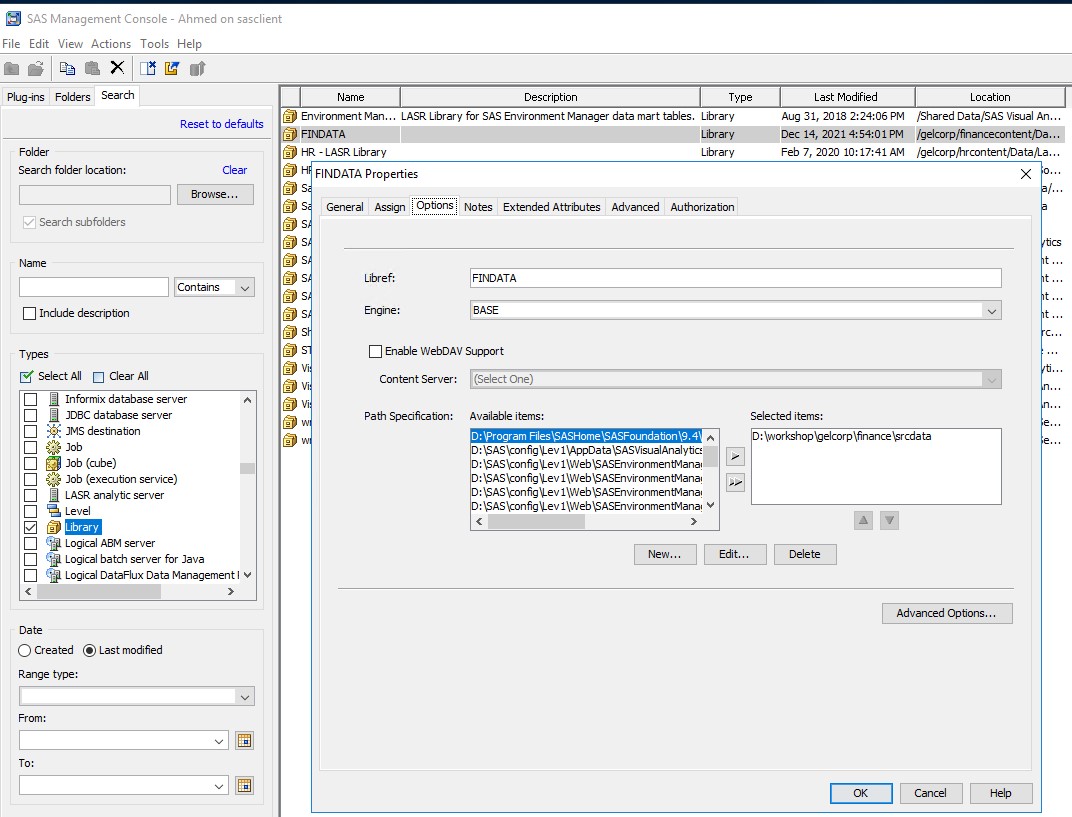 SAS Management Console - Ahmed on sasclient
File Edit View Actions Tools Help
Plug-ins Folders Search
Reset to defaults
Folder
Search folder location: Clear
Browse...
Search subfolders
Name
Contains
Include description
Types
Select All Clear All
Informix database server
JDBC database server
JMS destination
Job
Job (cube)
Job (execution service)
LASR analytic server
Level
Library
Logical ABM server
Logical batch server for Java
Logical DataFlux Data Management
Date
Created Last modified
Range type:
From:
To:
Name Description Type Last Modified Location
Environment Man... LASR Library for SAS Environment Manager data mart tables. Library Aug 31, 2018 2:24:06 PM /Shared Data/SAS Visual An...
FINDATA Library Dec 14, 2021 4:54:01 PM /gelcorp/financecontent/Da...
HR - LASR Library Library Feb 7, 2020 10:17:41 AM /gelcorp/hrcontent/Data/La...
FINDATA Properties
General Assign Options Notes Extended Attributes Advanced Authorization
Libref: FINDATA
Engine: BASE
Enable WebDAV Support
Content Server: (Select One)
Path Specification: Available items: Selected items:
D:\Program Files\SASHome\SASFoundation\9.4\ D:\workshop\gelcorp\finance\srcdata
D:\SAS\config\Lev1\AppData\SASVisualAnalytics
D:\SAS\config\Lev1\Web\SASEnvironmentMana
D:\SAS\config\Lev1\Web\SASEnvironmentMana
D:\SAS\config\Lev1\Web\SASEnvironmentMana
D:\SAS\config\Lev1\Web\SASEnvironmentMana
New... Edit... Delete
Advanced Options...
OK Cancel Help